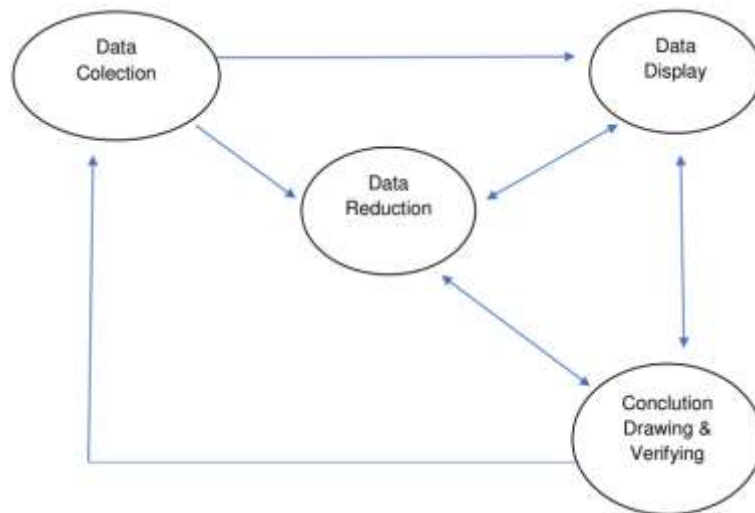 Data
Colection
Data
Display
Data
Reduction
Conclution
Drawing &
Verifying